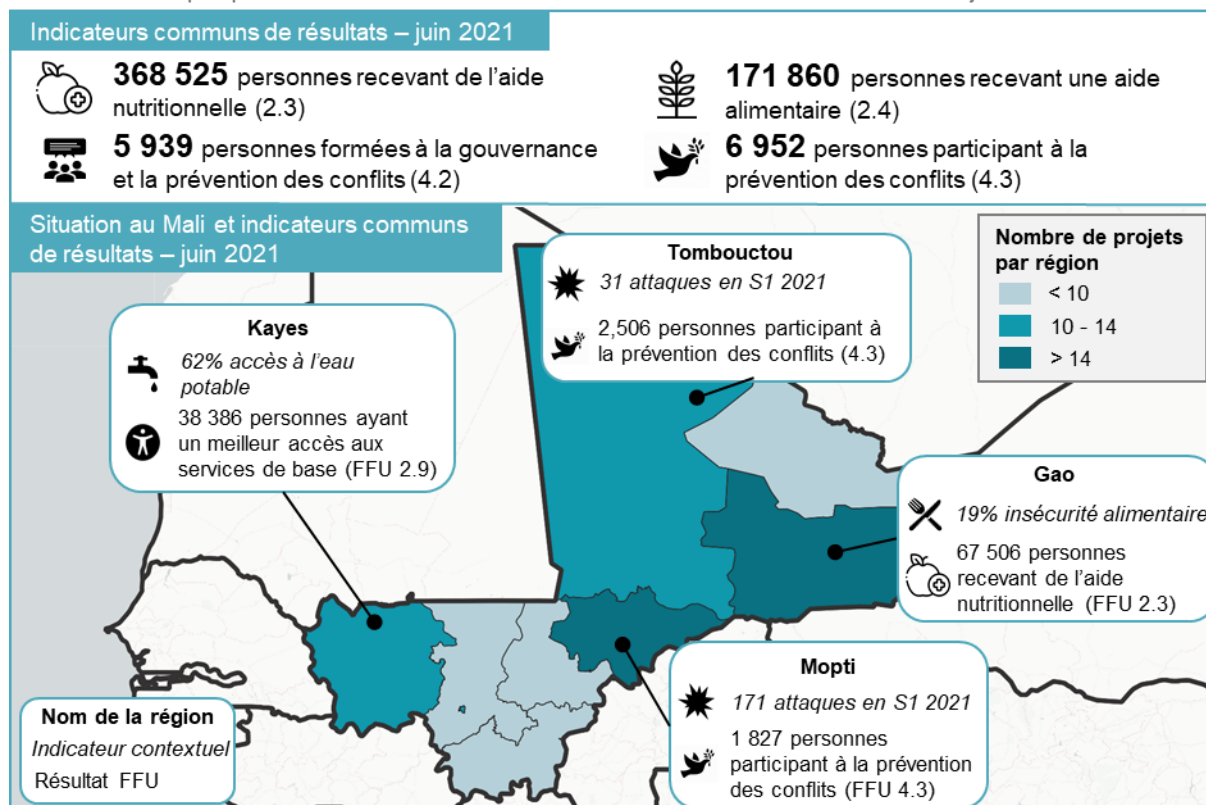 Indicateurs communs de résultats – juin 2021
368 525 personnes recevant de l'aide
nutritionnelle (2.3)
171 860 personnes recevant une aide
alimentaire (2.4)
5 939 personnes formées à la gouvernance
et la prévention des conflits (4.2)
6 952 personnes participant à la
prévention des conflits (4.3)
Situation au Mali et indicateurs communs
de résultats – juin 2021
Nombre de projets
par région
< 10
10 - 14
> 14
Tombouctou
31 attaques en S1 2021
2,506 personnes participant à
la prévention des conflits (4.3)
Kayes
62% accès à l'eau
potable
38 386 personnes ayant
un meilleur accès aux
services de base (FFU 2.9)
Gao
19% insécurité alimentaire
67 506 personnes
recevant de l'aide
nutritionnelle (FFU 2.3)
Mopti
171 attaques en S1 2021
1 827 personnes
participant à la prévention
des conflits (FFU 4.3)
Nom de la région
Indicateur contextuel
Résultat FFU